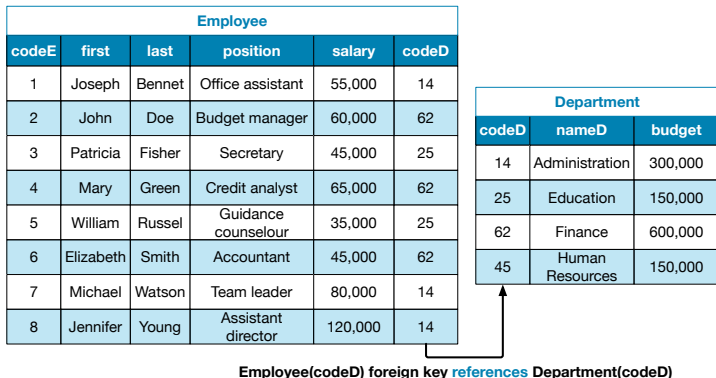 Employee
codeE first last position salary codeD
1 Joseph Bennet Office assistant 55,000 14
2 John Doe Budget manager 60,000 62
3 Patricia Fisher Secretary 45,000 25
4 Mary Green Credit analyst 65,000 62
5 William Russel Guidance counselour 35,000 25
6 Elizabeth Smith Accountant 45,000 62
7 Michael Watson Team leader 80,000 14
8 Jennifer Young Assistant director 120,000 14
Department
codeD nameD budget
14 Administration 300,000
25 Education 150,000
62 Finance 600,000
45 Human Resources 150,000
Employee(codeD) foreign key references Department(codeD)